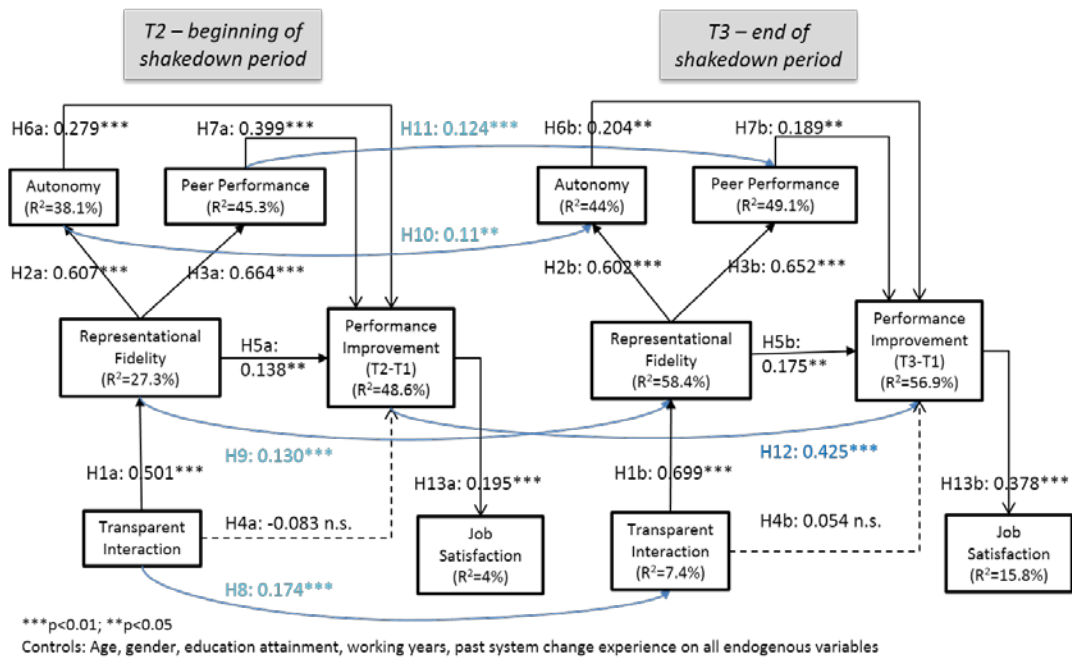 T2 – beginning of
shakedown period
T3 – end of
shakedown period
H6a: 0.279***
H7a: 0.399***
H11: 0.124***
H6b: 0.204**
H7b: 0.189**
Autonomy
(R²=38.1%)
Peer Performance
(R²=45.3%)
Autonomy
(R²=44%)
Peer Performance
(R²=49.1%)
H10: 0.11**
H2a: 0.607***
H3a: 0.664***
H2b: 0.602***
H3b: 0.652***
Representational
Fidelity
(R²=27.3%)
H5a:
0.138**
Performance
Improvement
(T2-T1)
(R²=48.6%)
Representational
Fidelity
(R²=58.4%)
H5b:
0.175**
Performance
Improvement
(T3-T1)
(R²=56.9%)
H9: 0.130***
H12: 0.425***
H1a: 0.501***
H13a: 0.195***
H1b: 0.699***
H13b: 0.378***
Transparent
Interaction
H4a: -0.083 n.s.
Job
Satisfaction
(R²=4%)
Transparent
Interaction
(R²=7.4%)
H4b: 0.054 n.s.
Job
Satisfaction
(R²=15.8%)
H8: 0.174***
***p<0.01; **p<0.05
Controls: Age, gender, education attainment, working years, past system change experience on all endogenous variables